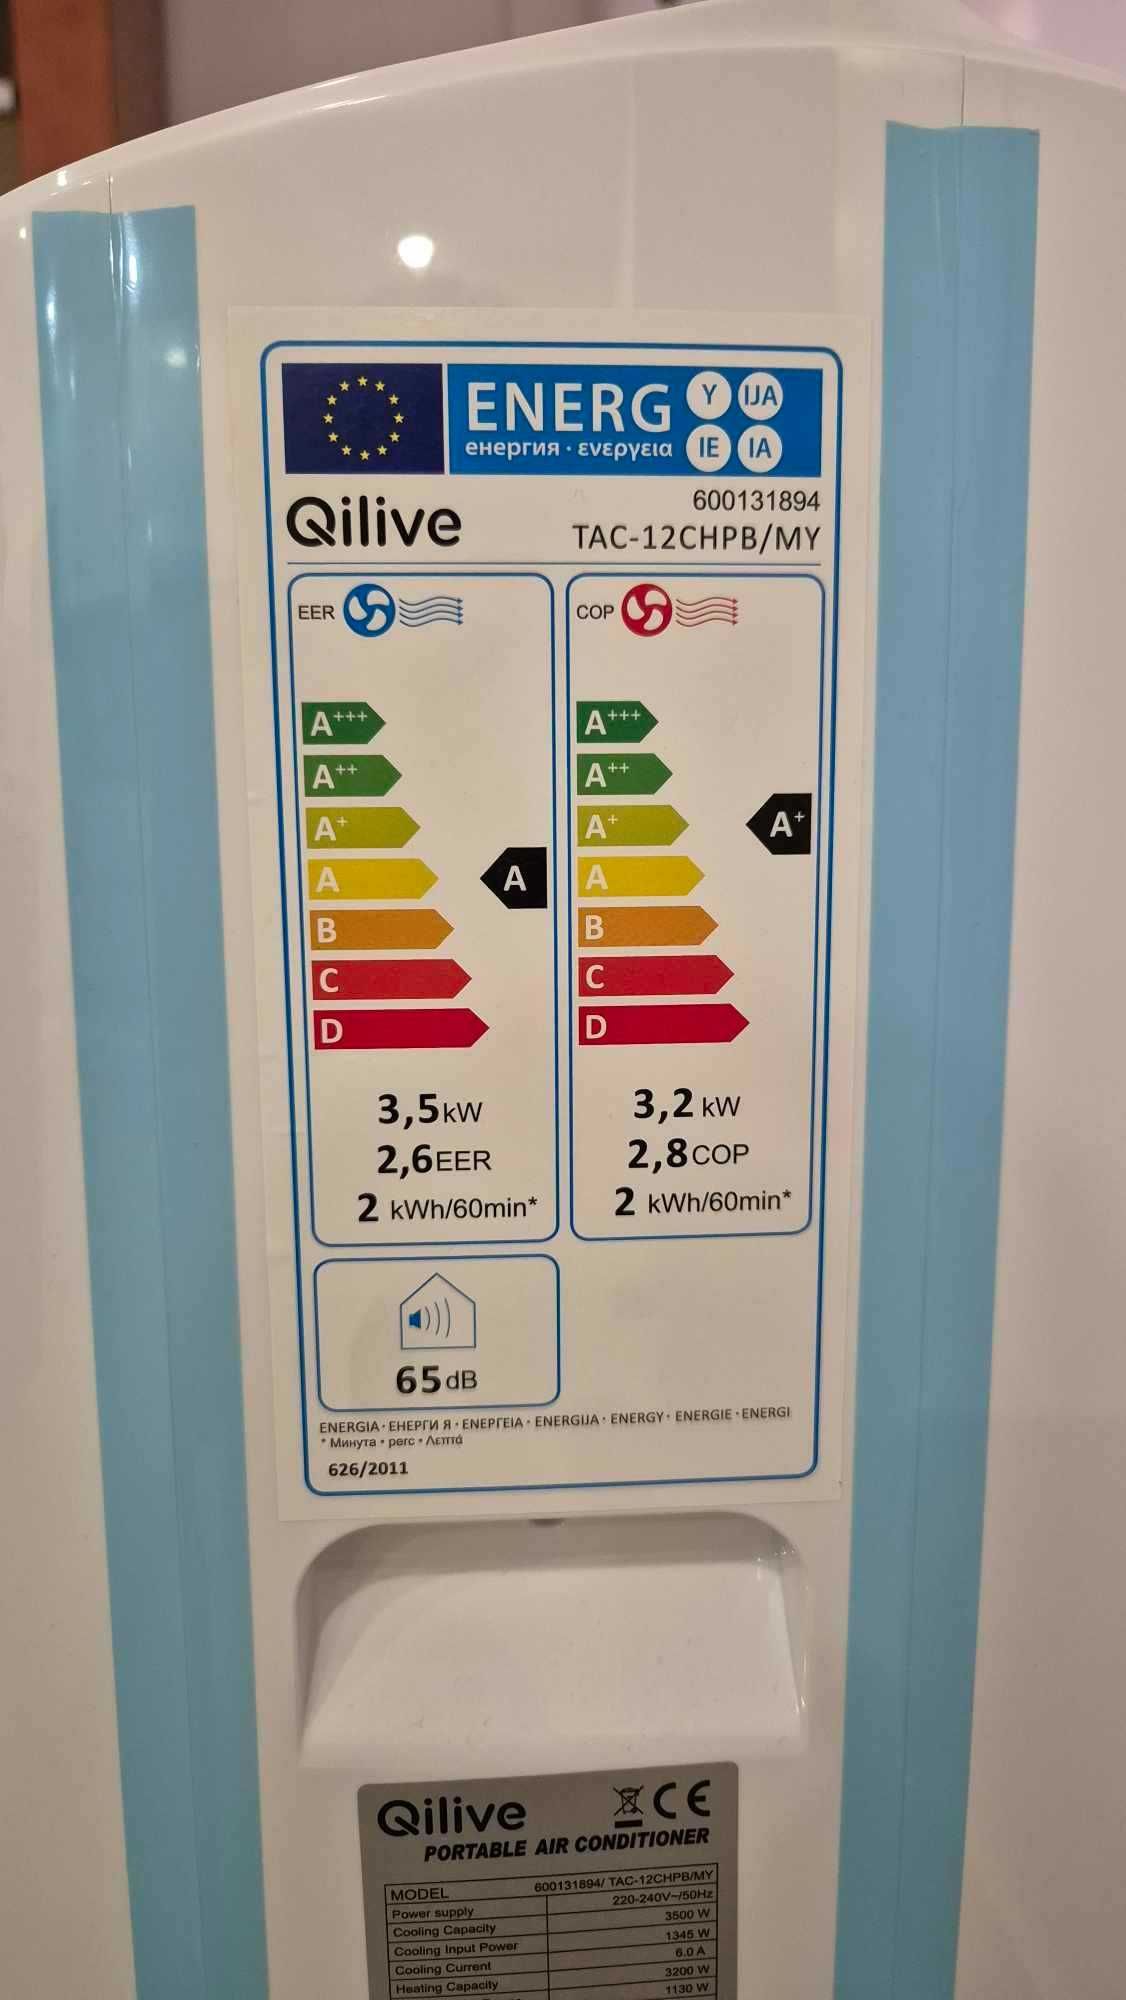 ENERG
енергия · ενεργεια
Y IJA
IE IA
Qilive
600131894
TAC-12CHPB/MY
EER
A+++
A++
A+
A
B
C
D
A
3,5 kW
2,6 EER
2 kWh/60min*
COP
A+++
A++
A+
A
B
C
D
A+
3,2 kW
2,8 COP
2 kWh/60min*
65 dB
ENERGIA · ЕНЕРГИ Я · ΕΝΕΡΓΕΙΑ · ENERGIJA · ENERGY · ENERGIE · ENERGI
* Минута • perc • Λεπτά
626/2011
Qilive CE
PORTABLE AIR CONDITIONER
MODEL 600131894/ TAC-12CHPB/MY
Power supply 220-240V~/50Hz
Cooling Capacity 3500 W
Cooling Input Power 1345 W
Cooling Current 6.0 A
Heating Capacity 3200 W
1130 W